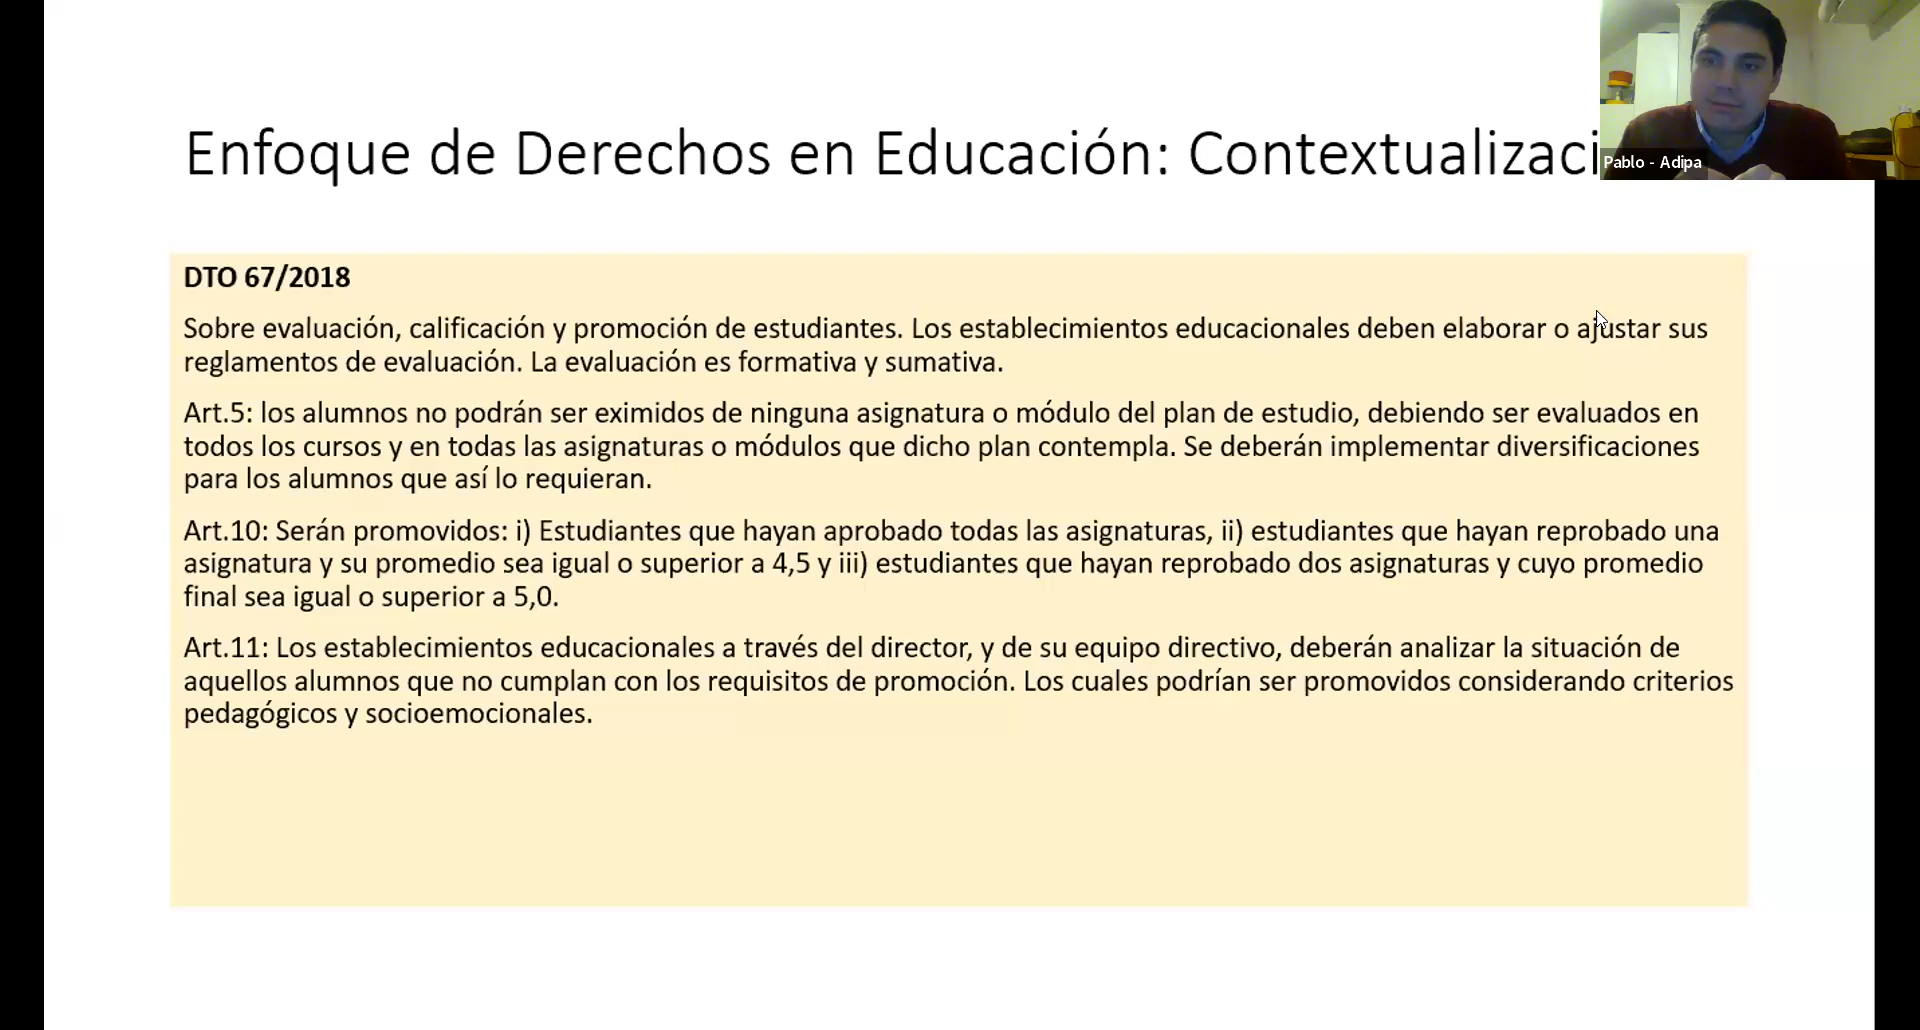 Enfoque de Derechos en Educación: Contextualizaci
Pablo - Adipa
DTO 67/2018
Sobre evaluación, calificación y promoción de estudiantes. Los establecimientos educacionales deben elaborar o ajustar sus
reglamentos de evaluación. La evaluación es formativa y sumativa.
Art.5: los alumnos no podrán ser eximidos de ninguna asignatura o módulo del plan de estudio, debiendo ser evaluados en
todos los cursos y en todas las asignaturas o módulos que dicho plan contempla. Se deberán implementar diversificaciones
para los alumnos que así lo requieran.
Art.10: Serán promovidos: i) Estudiantes que hayan aprobado todas las asignaturas, ii) estudiantes que hayan reprobado una
asignatura y su promedio sea igual o superior a 4,5 y iii) estudiantes que hayan reprobado dos asignaturas y cuyo promedio
final sea igual o superior a 5,0.
Art.11: Los establecimientos educacionales a través del director, y de su equipo directivo, deberán analizar la situación de
aquellos alumnos que no cumplan con los requisitos de promoción. Los cuales podrían ser promovidos considerando criterios
pedagógicos y socioemocionales.